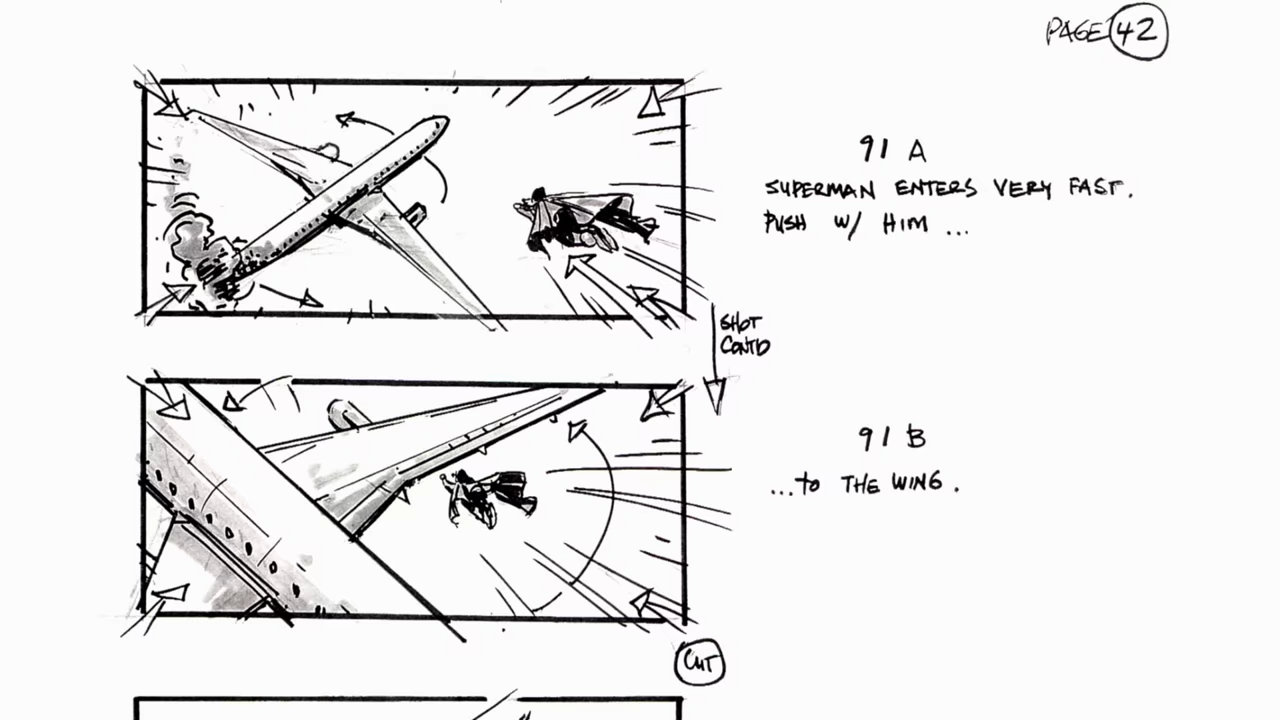 PAGE 42
91 A
SUPERMAN ENTERS VERY FAST.
PUSH W/ HIM ...
SHOT
CONT'D
91 B
...TO THE WING.
CUT